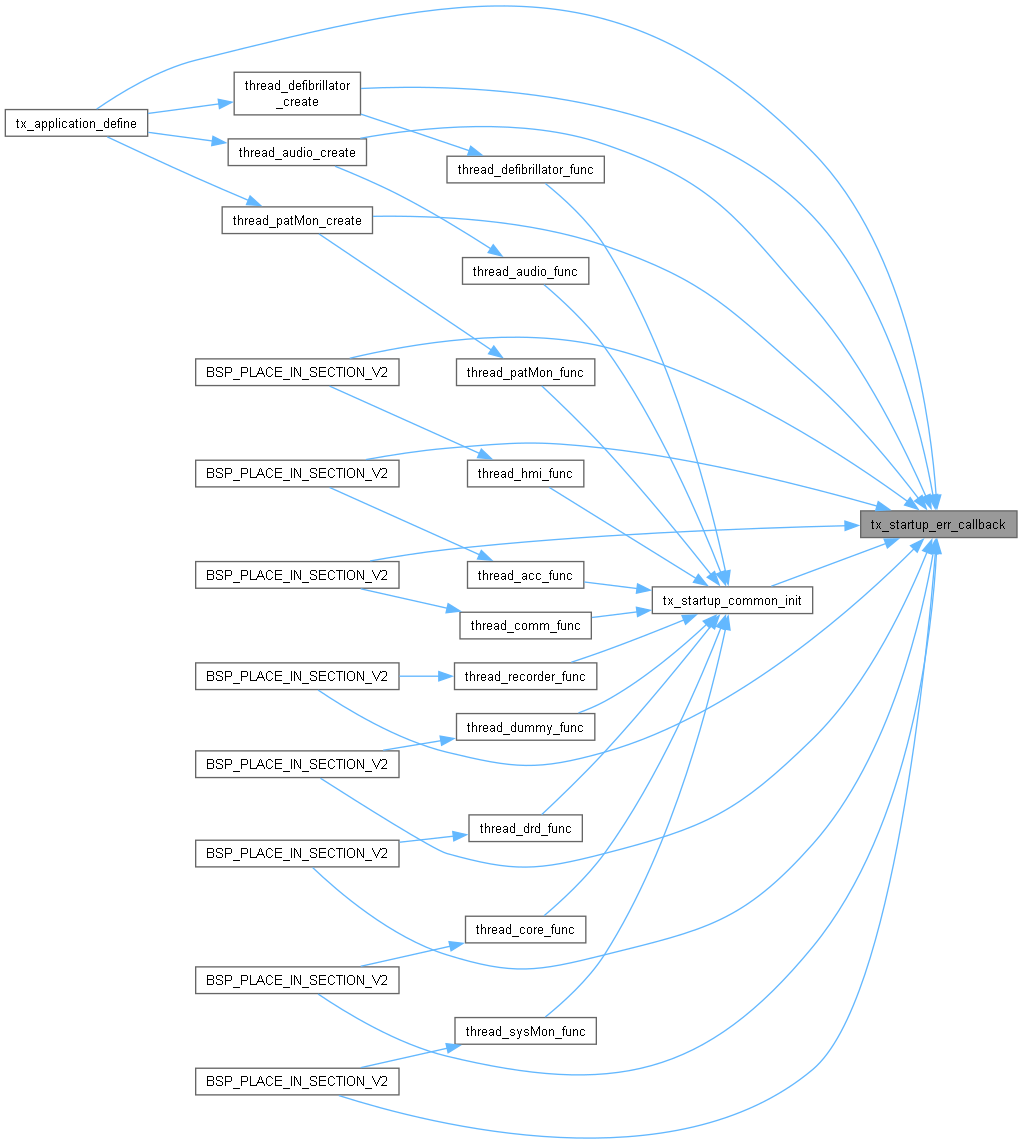 thread_defibrillator
_create
tx_application_define
thread_audio_create
thread_defibrillator_func
thread_patMon_create
thread_audio_func
BSP_PLACE_IN_SECTION_V2
thread_patMon_func
BSP_PLACE_IN_SECTION_V2
thread_hmi_func
tx_startup_err_callback
BSP_PLACE_IN_SECTION_V2
thread_acc_func
tx_startup_common_init
thread_comm_func
BSP_PLACE_IN_SECTION_V2
thread_recorder_func
thread_dummy_func
BSP_PLACE_IN_SECTION_V2
thread_drd_func
BSP_PLACE_IN_SECTION_V2
thread_core_func
BSP_PLACE_IN_SECTION_V2
thread_sysMon_func
BSP_PLACE_IN_SECTION_V2